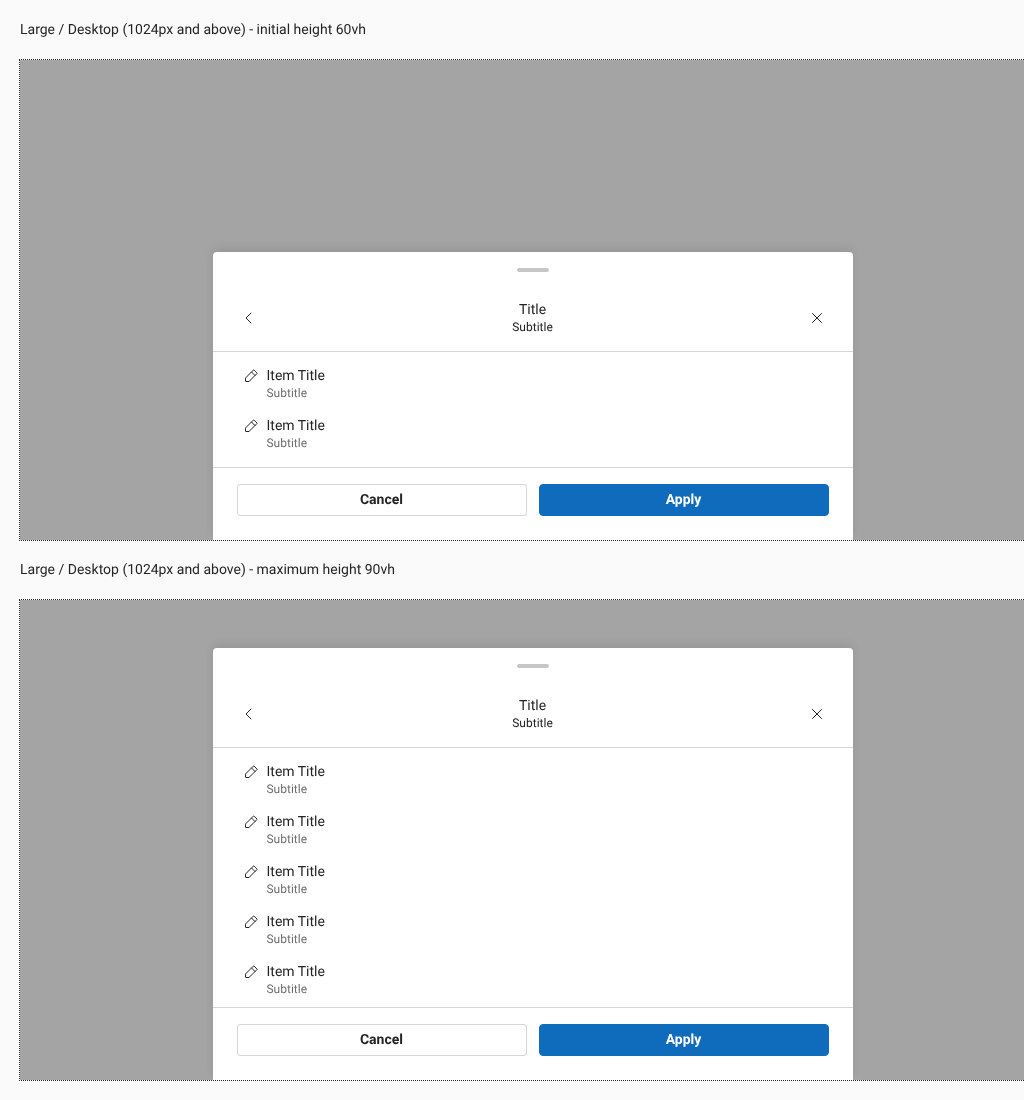 Large / Desktop (1024px and above) - initial height 60vh
Title
Subtitle
Item Title
Subtitle
Item Title
Subtitle
Cancel Apply
Large / Desktop (1024px and above) - maximum height 90vh
Title
Subtitle
Item Title
Subtitle
Item Title
Subtitle
Item Title
Subtitle
Item Title
Subtitle
Item Title
Subtitle
Cancel Apply